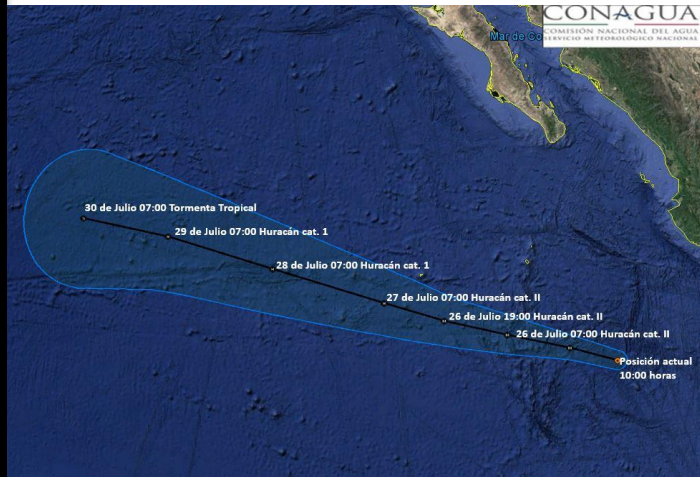 CONAGUA
COMISIÓN NACIONAL DEL AGUA
SERVICIO METEOROLÓGICO NACIONAL
Mar de Co
30 de Julio 07:00 Tormenta Tropical
29 de Julio 07:00 Huracán cat. 1
28 de Julio 07:00 Huracán cat. 1
27 de Julio 07:00 Huracán cat. II
26 de Julio 19:00 Huracán cat. II
26 de Julio 07:00 Huracán cat. II
Posición actual
10:00 horas